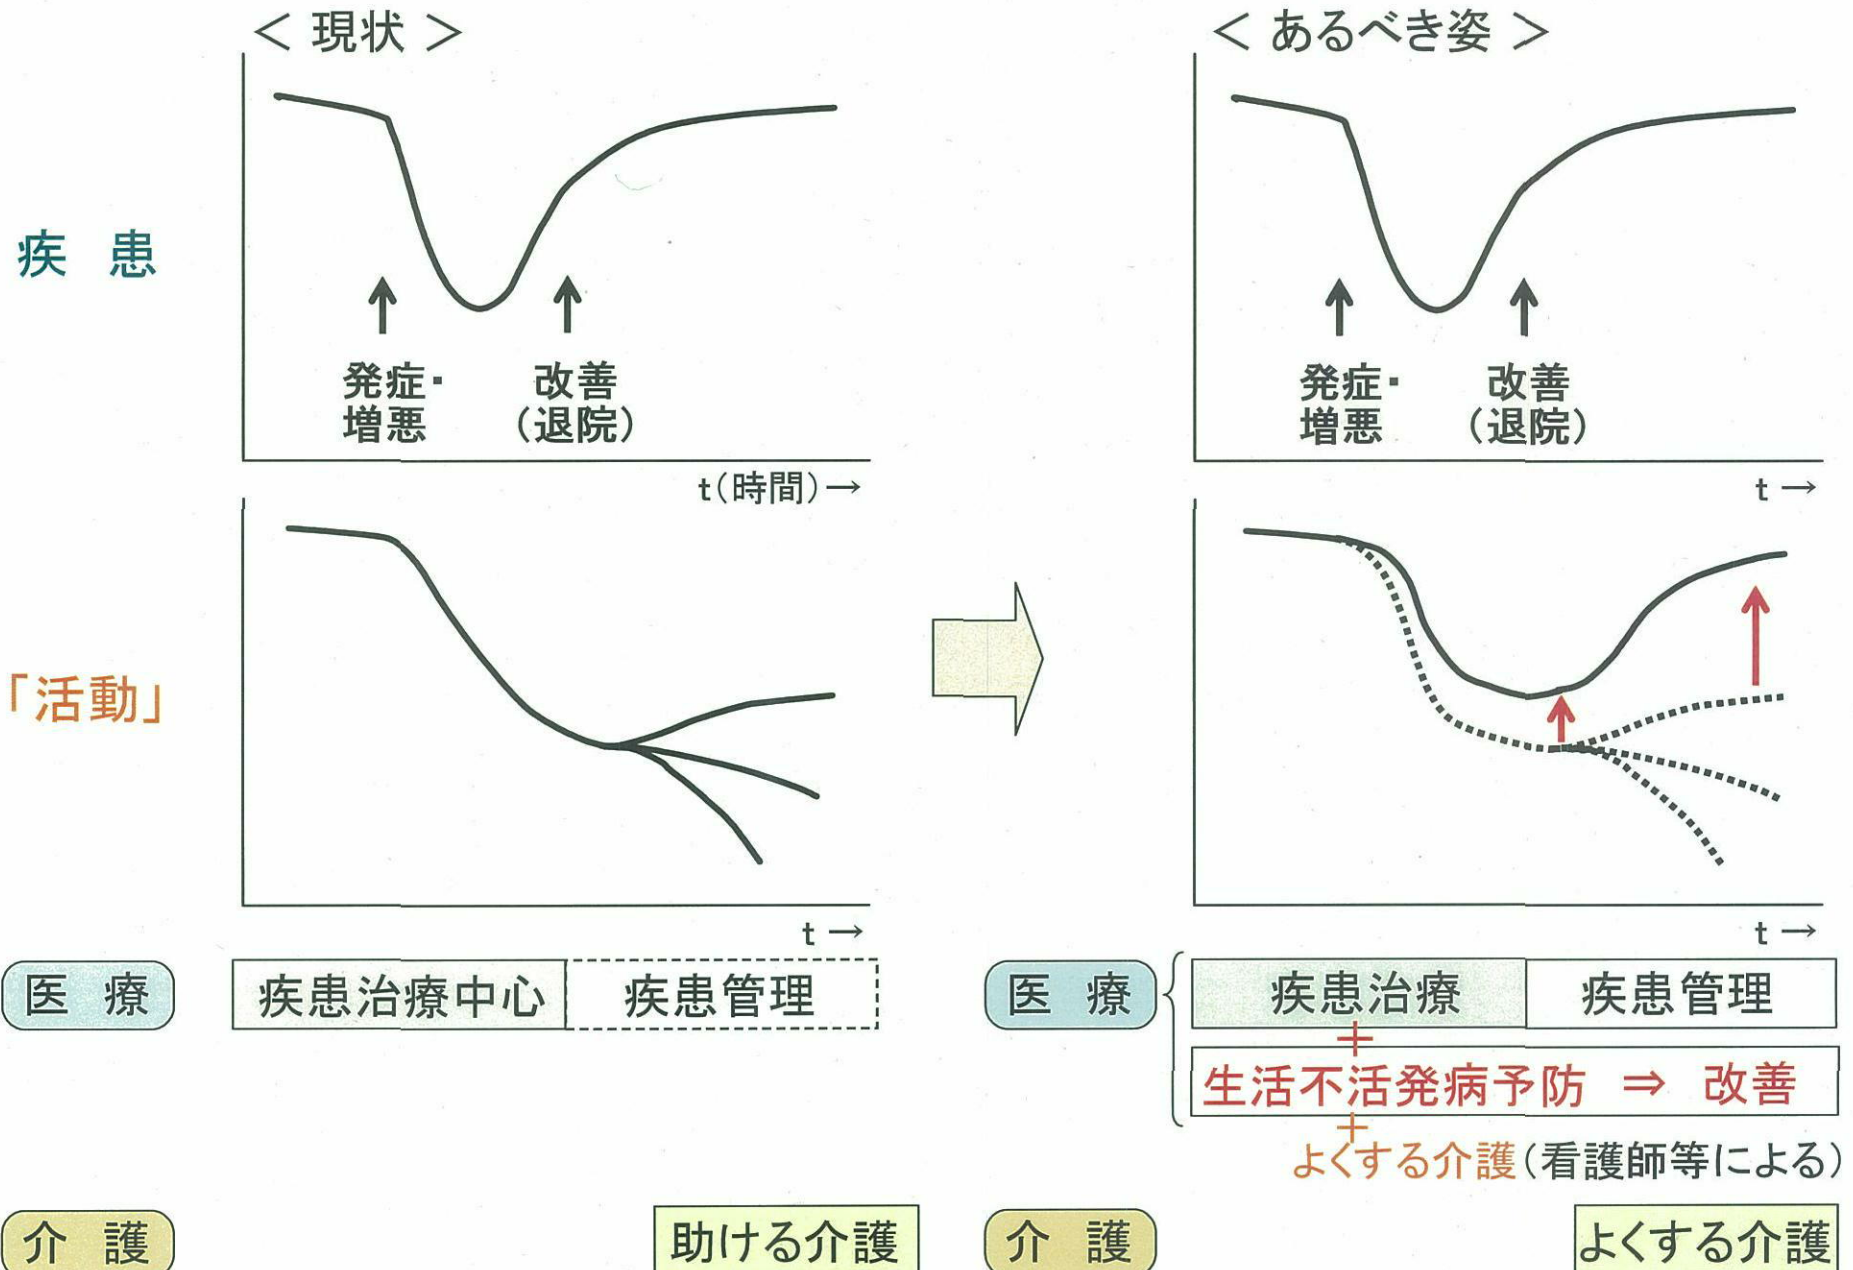 ＜ 現状 ＞
＜ あるべき姿 ＞
疾 患
発症・
増悪
改善
（退院）
t（時間）→
発症・
増悪
改善
（退院）
t →
「活動」
t →
t →
医 療
疾患治療中心
疾患管理
医 療
疾患治療
疾患管理
＋
生活不活発病予防 ⇒ 改善
＋
よくする介護（看護師等による）
介 護
助ける介護
介 護
よくする介護